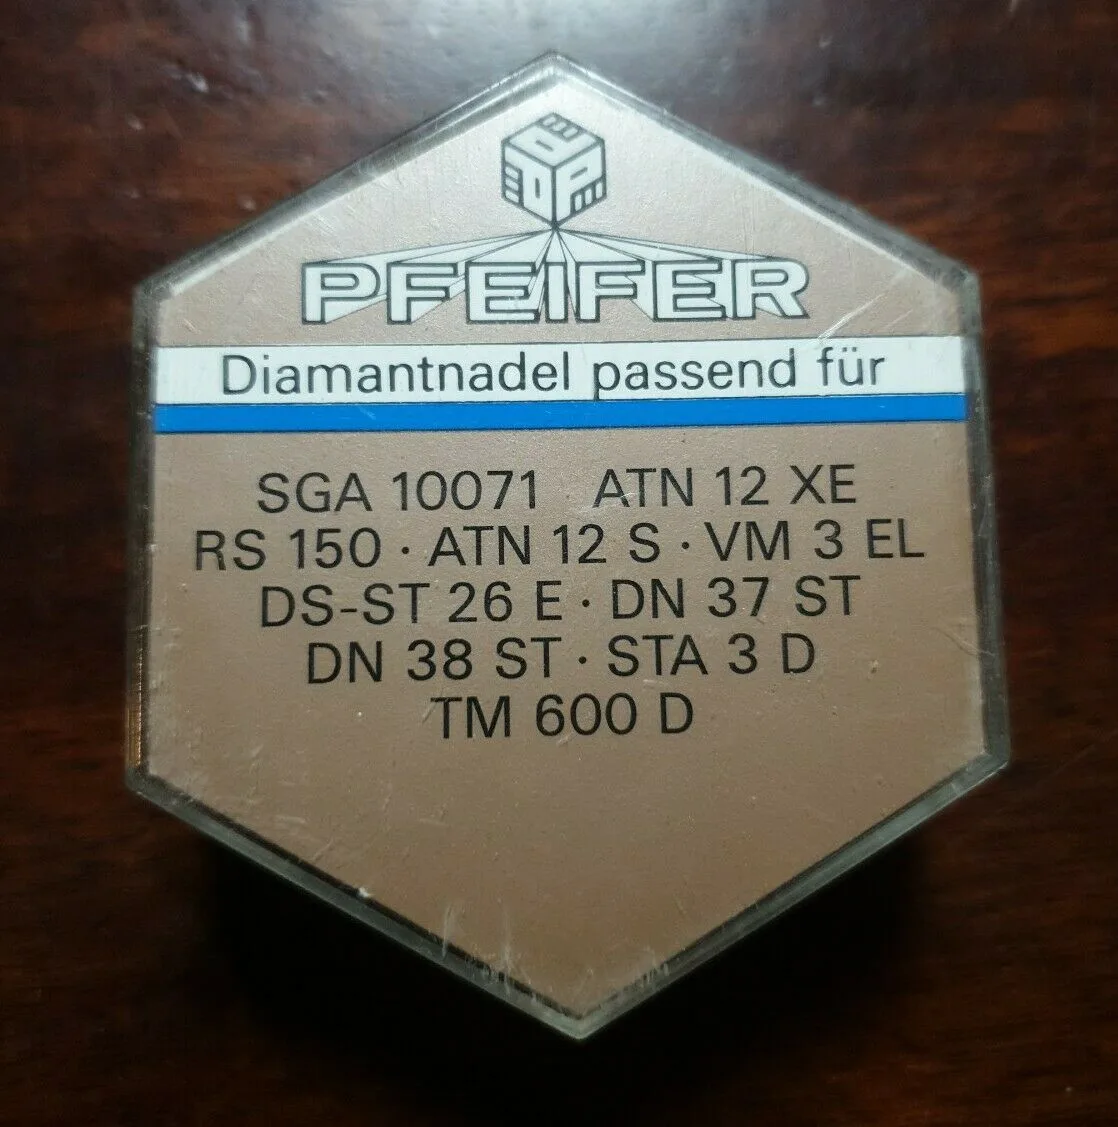 PFEIFER
Diamantnadel passend für
SGA 10071 ATN 12 XE
RS 150 · ATN 12 S · VM 3 EL
DS-ST 26 E · DN 37 ST
DN 38 ST · STA 3 D
TM 600 D